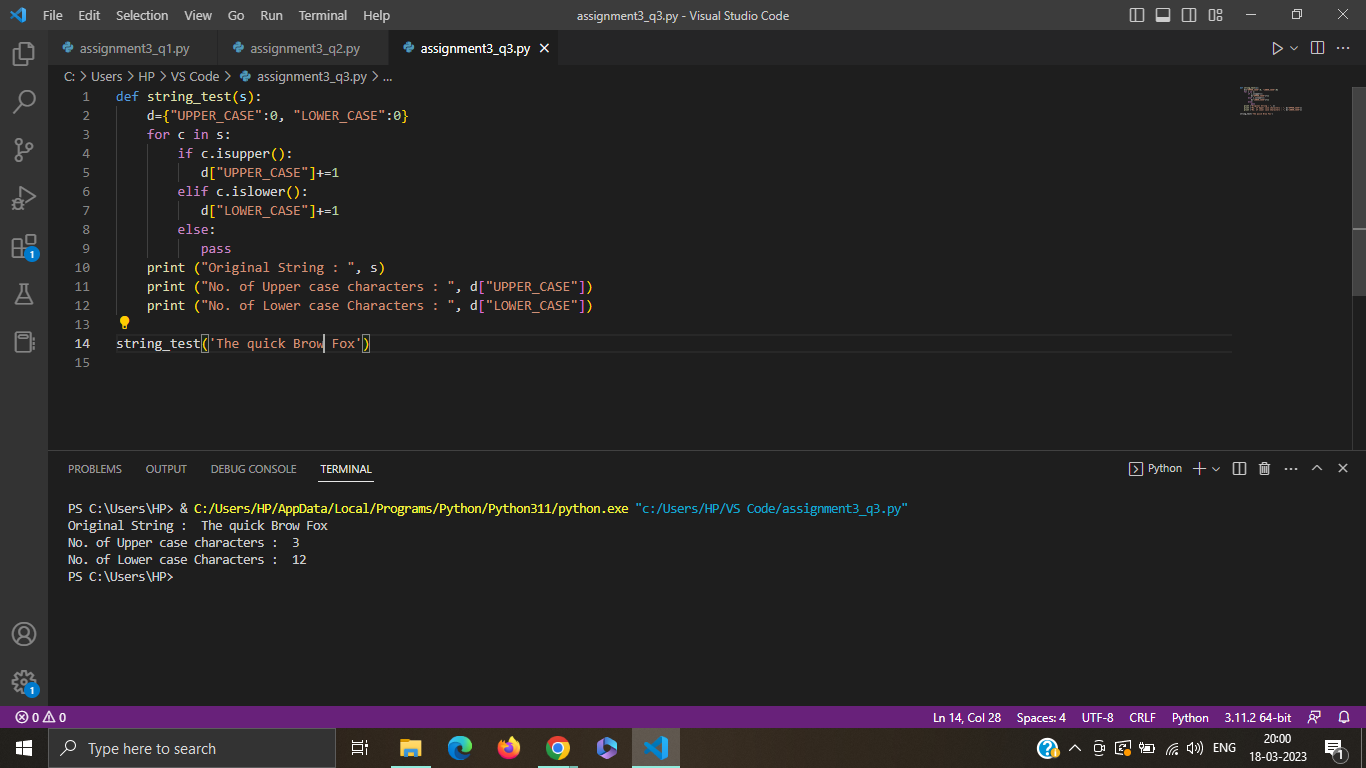 File Edit Selection View Go Run Terminal Help assignment3_q3.py - Visual Studio Code
assignment3_q1.py assignment3_q2.py assignment3_q3.py
C: > Users > HP > VS Code > assignment3_q3.py > ...
1 def string_test(s):
2 d={"UPPER_CASE":0, "LOWER_CASE":0}
3 for c in s:
4 if c.isupper():
5 d["UPPER_CASE"]+=1
6 elif c.islower():
7 d["LOWER_CASE"]+=1
8 else:
9 pass
10 print ("Original String : ", s)
11 print ("No. of Upper case characters : ", d["UPPER_CASE"])
12 print ("No. of Lower case Characters : ", d["LOWER_CASE"])
13
14 string_test('The quick Brow Fox')
15
PROBLEMS OUTPUT DEBUG CONSOLE TERMINAL Python
PS C:\Users\HP> & C:/Users/HP/AppData/Local/Programs/Python/Python311/python.exe "c:/Users/HP/VS Code/assignment3_q3.py"
Original String :  The quick Brow Fox
No. of Upper case characters :  3
No. of Lower case Characters :  12
PS C:\Users\HP>
1
1
0 0 Ln 14, Col 28 Spaces: 4 UTF-8 CRLF Python 3.11.2 64-bit
Type here to search ENG 20:00
18-03-2023 1